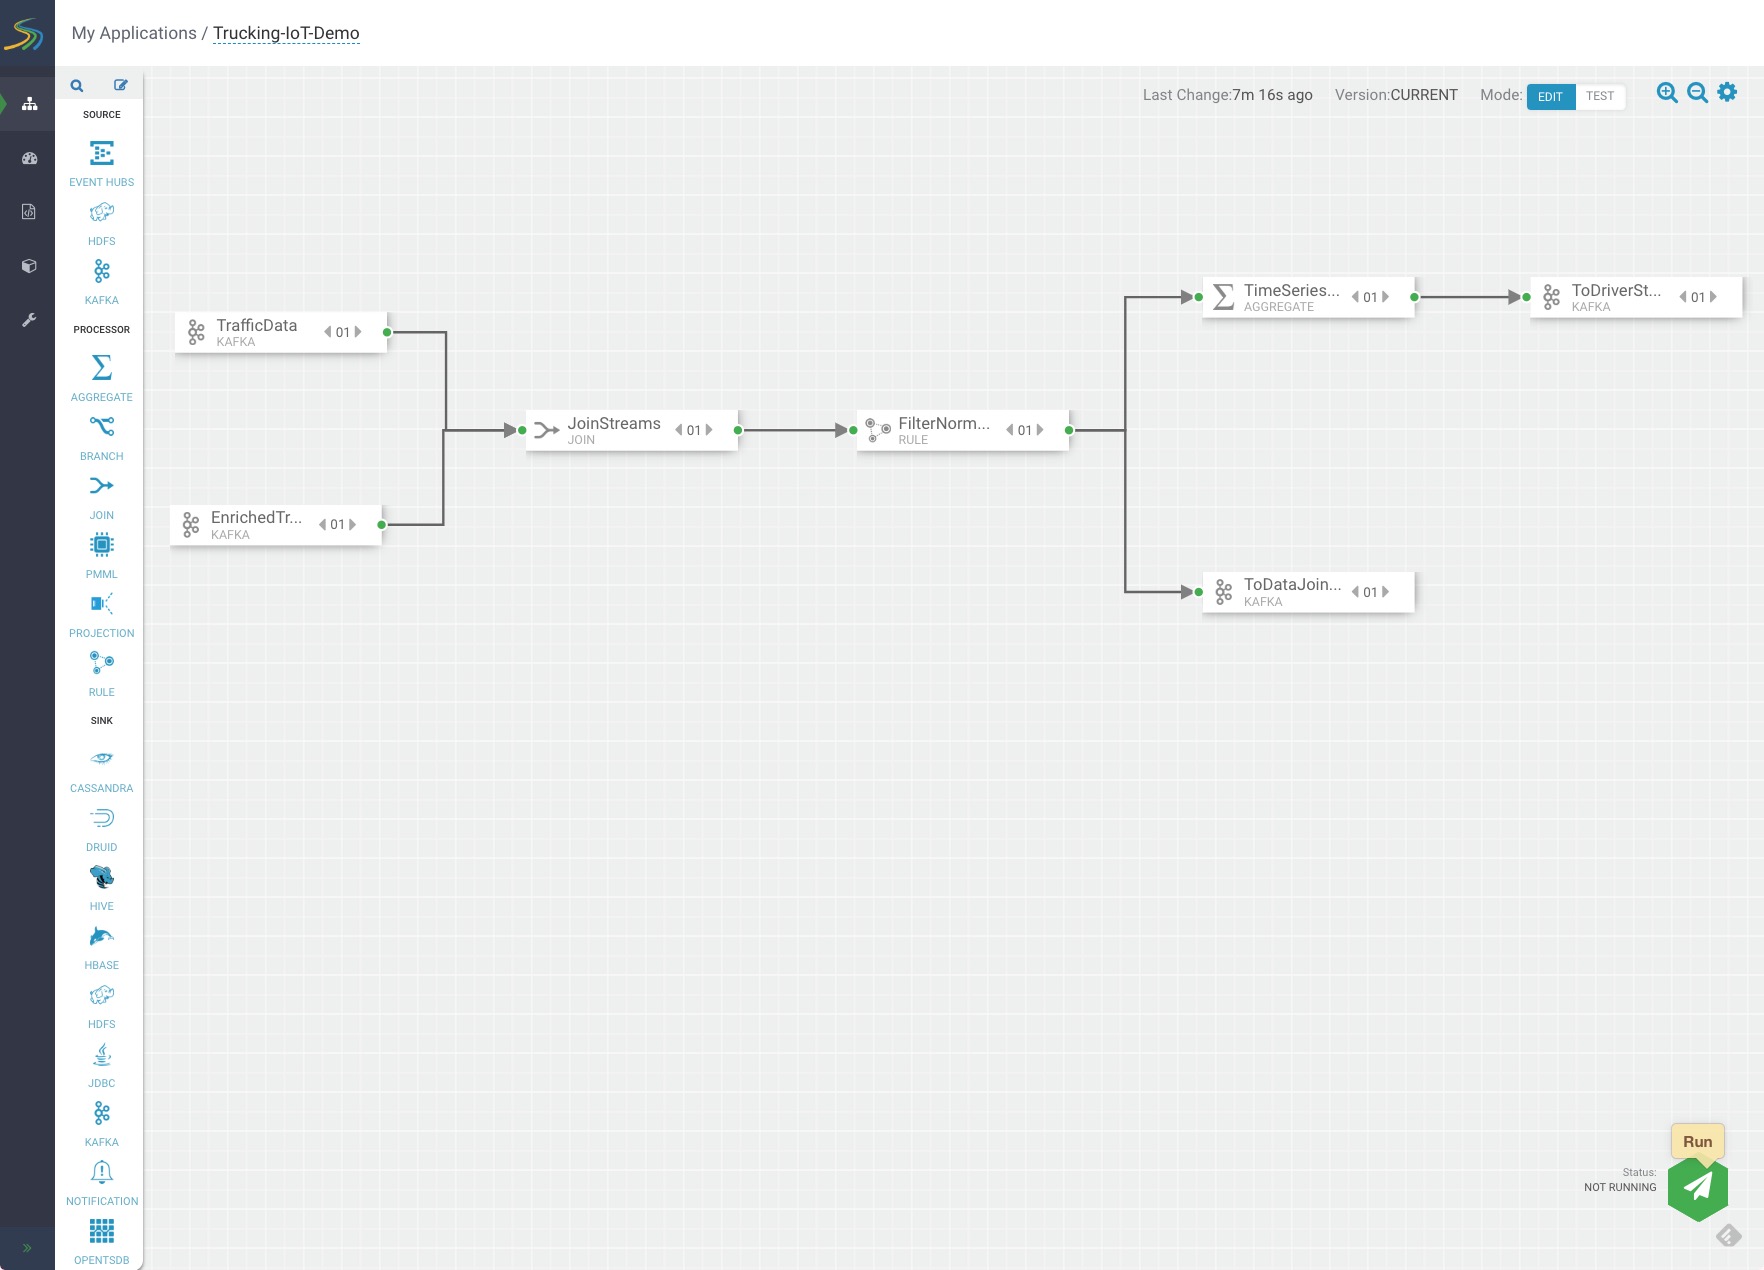 My Applications / Trucking-IoT-Demo
Last Change:7m 16s ago Version:CURRENT Mode: EDIT TEST
SOURCE
EVENT HUBS
HDFS
KAFKA
PROCESSOR
AGGREGATE
BRANCH
JOIN
PMML
PROJECTION
RULE
SINK
CASSANDRA
DRUID
HIVE
HBASE
HDFS
JDBC
KAFKA
NOTIFICATION
OPENTSDB
TrafficData 01
KAFKA
EnrichedTr... 01
KAFKA
JoinStreams 01
JOIN
FilterNorm... 01
RULE
TimeSeries... 01
AGGREGATE
ToDriverSt... 01
KAFKA
ToDataJoin... 01
KAFKA
Run
Status:
NOT RUNNING